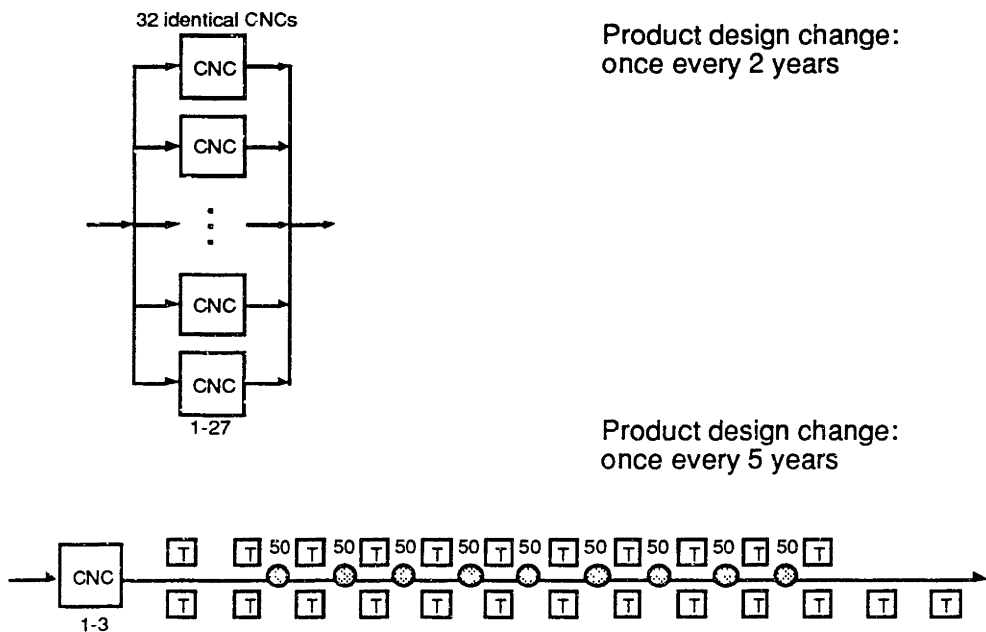 32 identical CNCs
Product design change:
once every 2 years
CNC
CNC
CNC
CNC
1-27
Product design change:
once every 5 years
T T 50 T 50 T 50 T 50 T 50 T 50 T 50 T 50 T 50 T
CNC
T T T T T T T T T T T T T
1-3